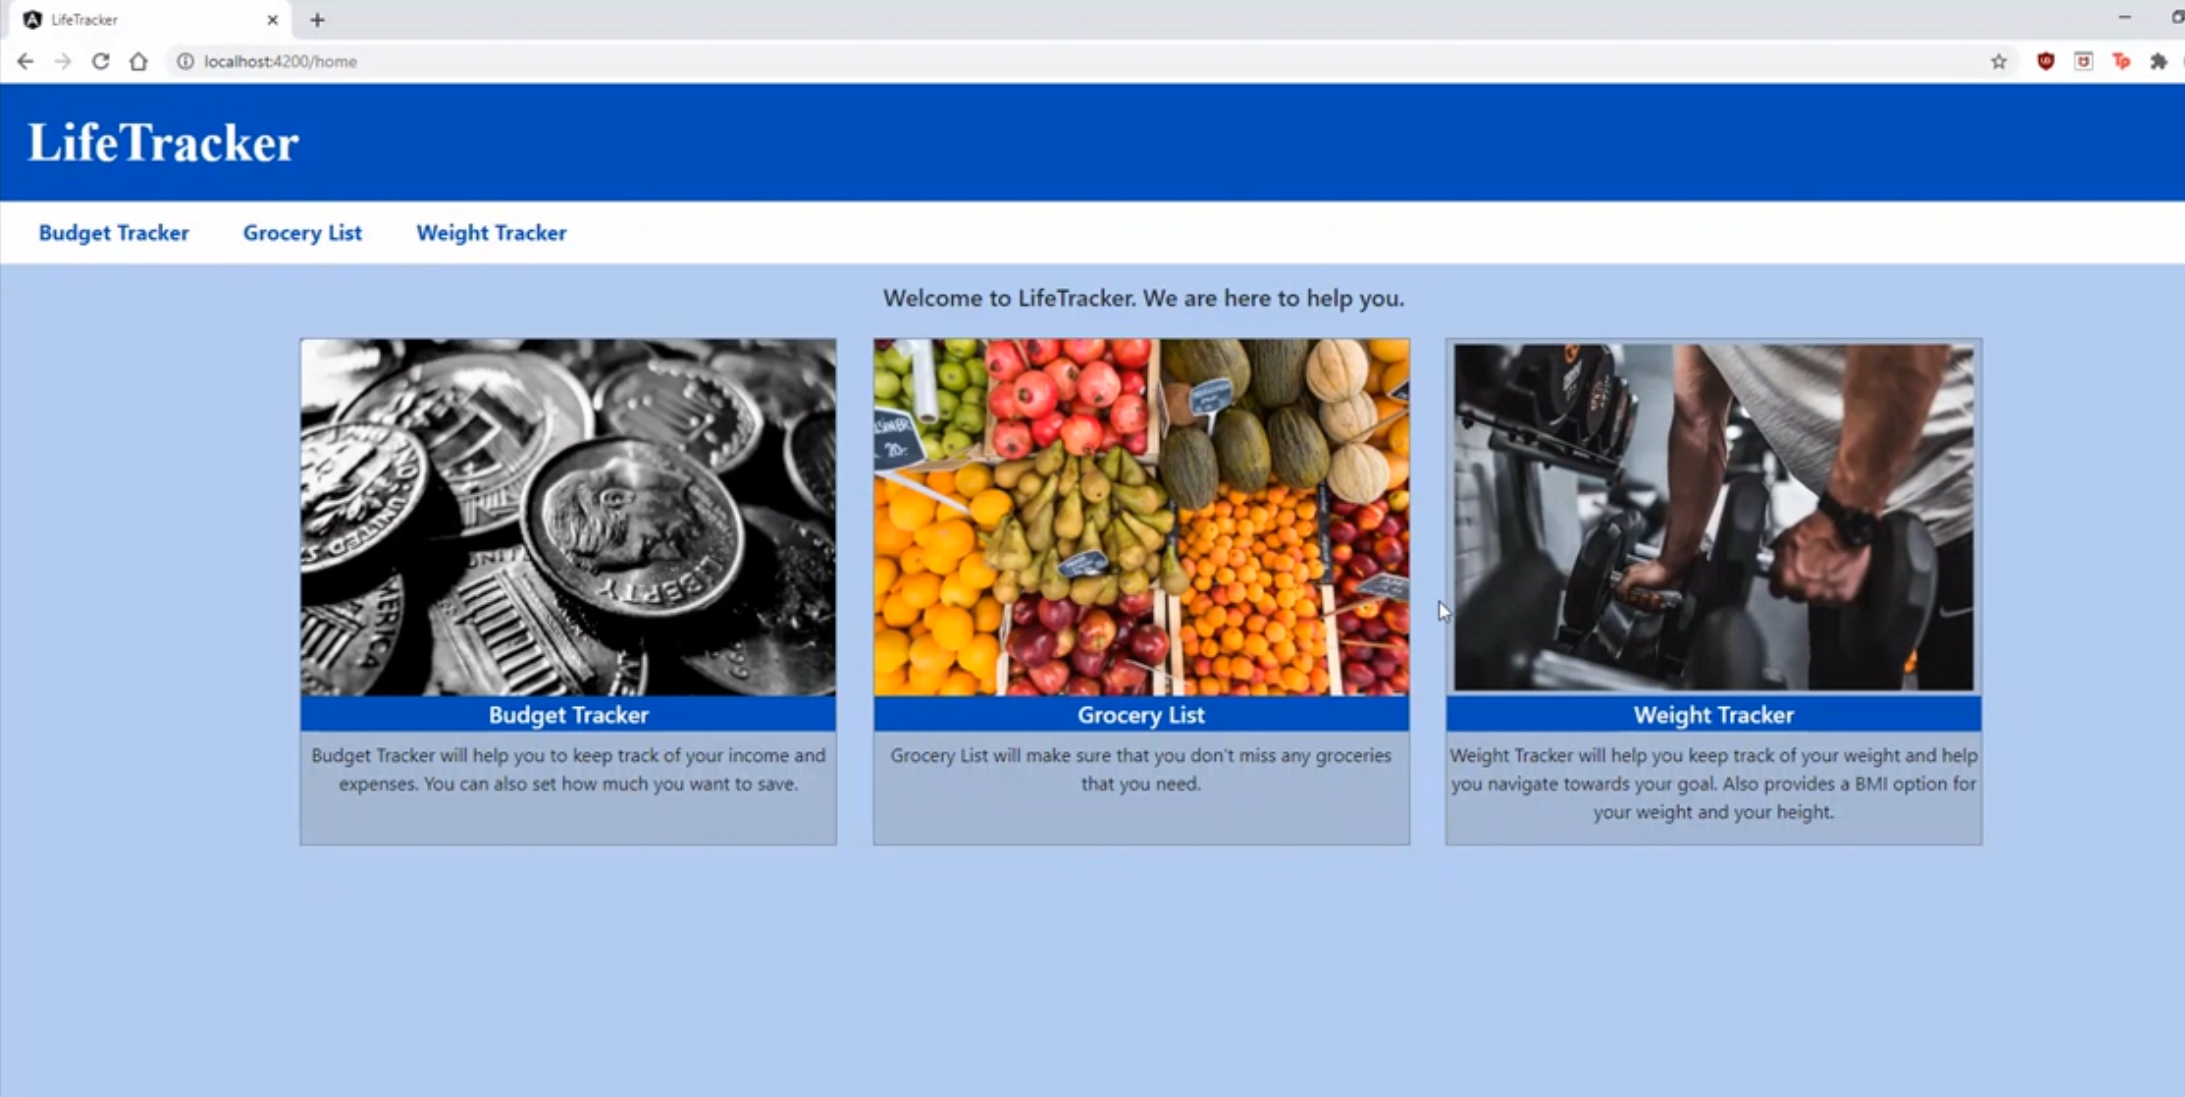 LifeTracker
localhost:4200/home
LifeTracker
Budget Tracker Grocery List Weight Tracker
Welcome to LifeTracker. We are here to help you.
LIBERTY
UNITED
MERICA
20:-
Budget Tracker
Budget Tracker will help you to keep track of your income and
expenses. You can also set how much you want to save.
Grocery List
Grocery List will make sure that you don't miss any groceries
that you need.
Weight Tracker
Weight Tracker will help you keep track of your weight and help
you navigate towards your goal. Also provides a BMI option for
your weight and your height.